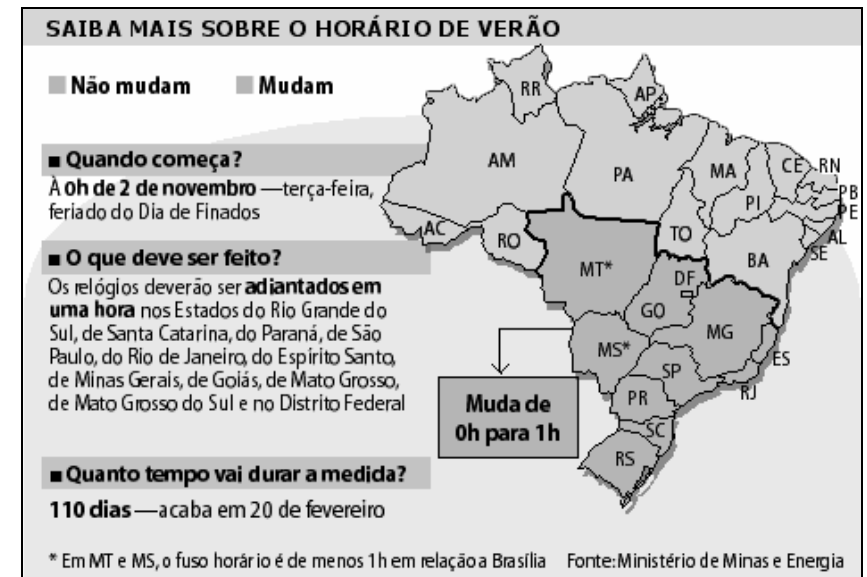 SAIBA MAIS SOBRE O HORÁRIO DE VERÃO
Não mudam
Mudam
■ Quando começa?
À 0h de 2 de novembro —terça-feira,
feriado do Dia de Finados
■ O que deve ser feito?
Os relógios deverão ser adiantados em
uma hora nos Estados do Rio Grande do
Sul, de Santa Catarina, do Paraná, de São
Paulo, do Rio de Janeiro, do Espírito Santo,
de Minas Gerais, de Goiás, de Mato Grosso,
de Mato Grosso do Sul e no Distrito Federal
■ Quanto tempo vai durar a medida?
110 dias —acaba em 20 de fevereiro
RR
AP
AM
PA
MA
CE
RN
PB
PE
PI
AL
SE
AC
RO
TO
BA
MT*
DF
GO
MG
MS*
ES
SP
RJ
PR
SC
RS
Muda de
0h para 1h
* Em MT e MS, o fuso horário é de menos 1h em relação a Brasília
Fonte: Ministério de Minas e Energia